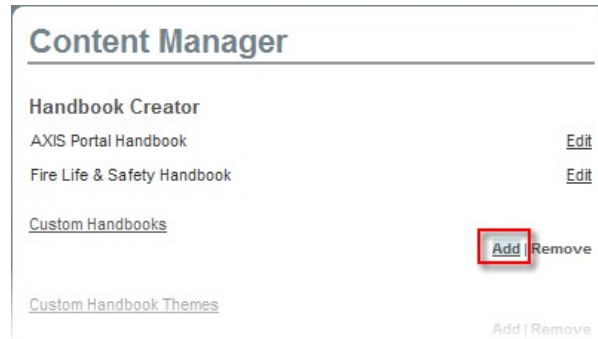 Content Manager
Handbook Creator
AXIS Portal Handbook Edit
Fire Life & Safety Handbook Edit
Custom Handbooks
Add | Remove
Custom Handbook Themes
Add | Remove